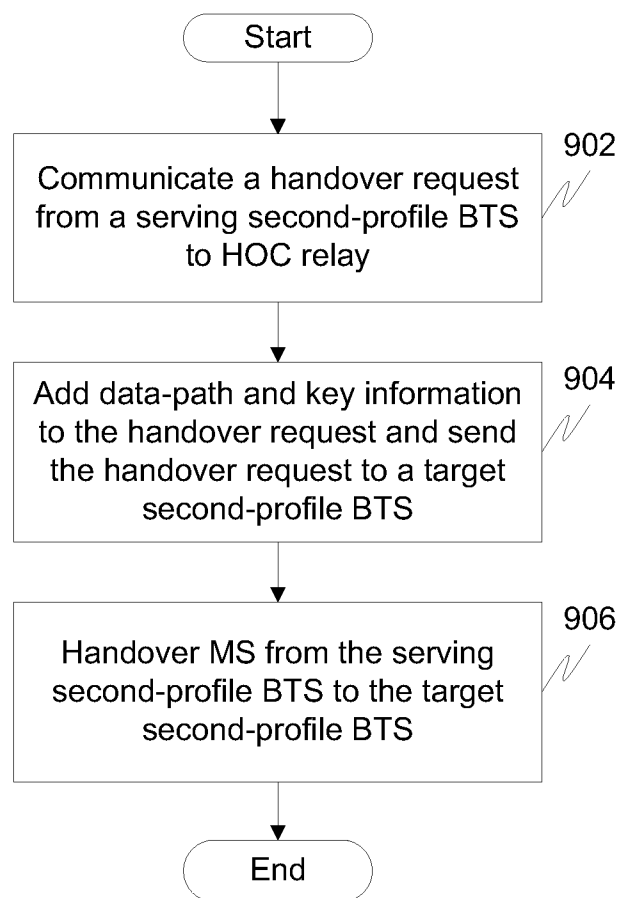 Start
902
Communicate a handover request
from a serving second-profile BTS
to HOC relay
904
Add data-path and key information
to the handover request and send
the handover request to a target
second-profile BTS
906
Handover MS from the serving
second-profile BTS to the target
second-profile BTS
End